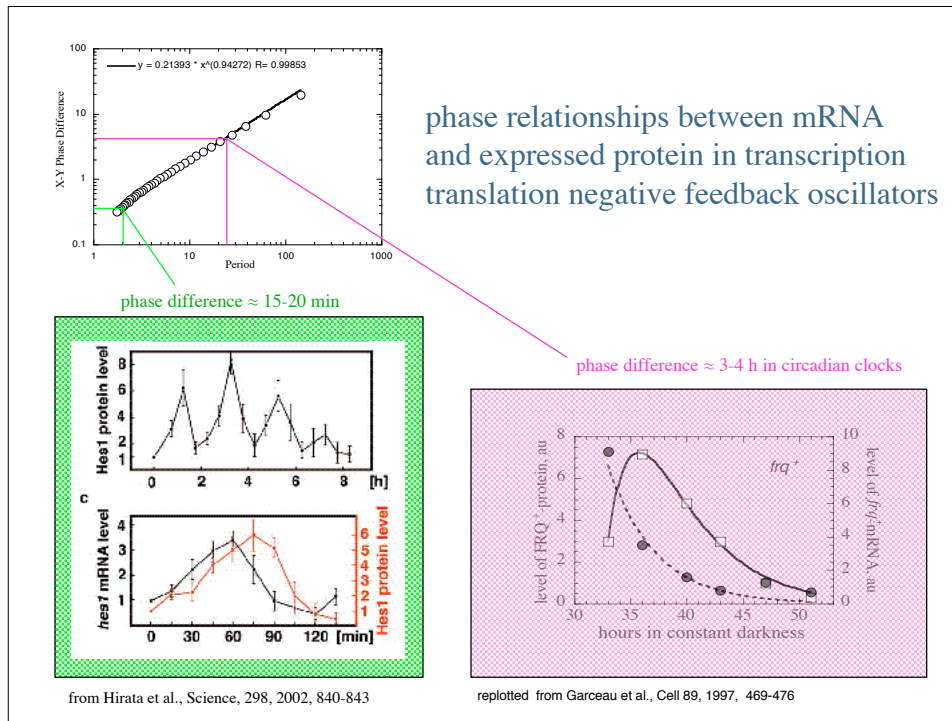 phase relationships between mRNA
and expressed protein in transcription
translation negative feedback oscillators
100
10
1
0.1
X-Y Phase Difference
y = 0.21393 * x^(0.94272) R= 0.99853
1 10 100 1000
Period
phase difference ≈ 15-20 min
phase difference ≈ 3-4 h in circadian clocks
Hes1 protein level
8
6
4
2
1
0 2 4 6 8 [h]
c
hes1 mRNA level
4
3
2
1
Hes1 protein level
6
5
4
3
2
1
0 30 60 90 120 [min]
from Hirata et al., Science, 298, 2002, 840-843
level of FRQ+-protein, au
8
7
5
4
3
1
0
frq+
level of frq+-mRNA, au
10
8
6
4
2
0
30 35 40 45 50
hours in constant darkness
replotted from Garceau et al., Cell 89, 1997, 469-476